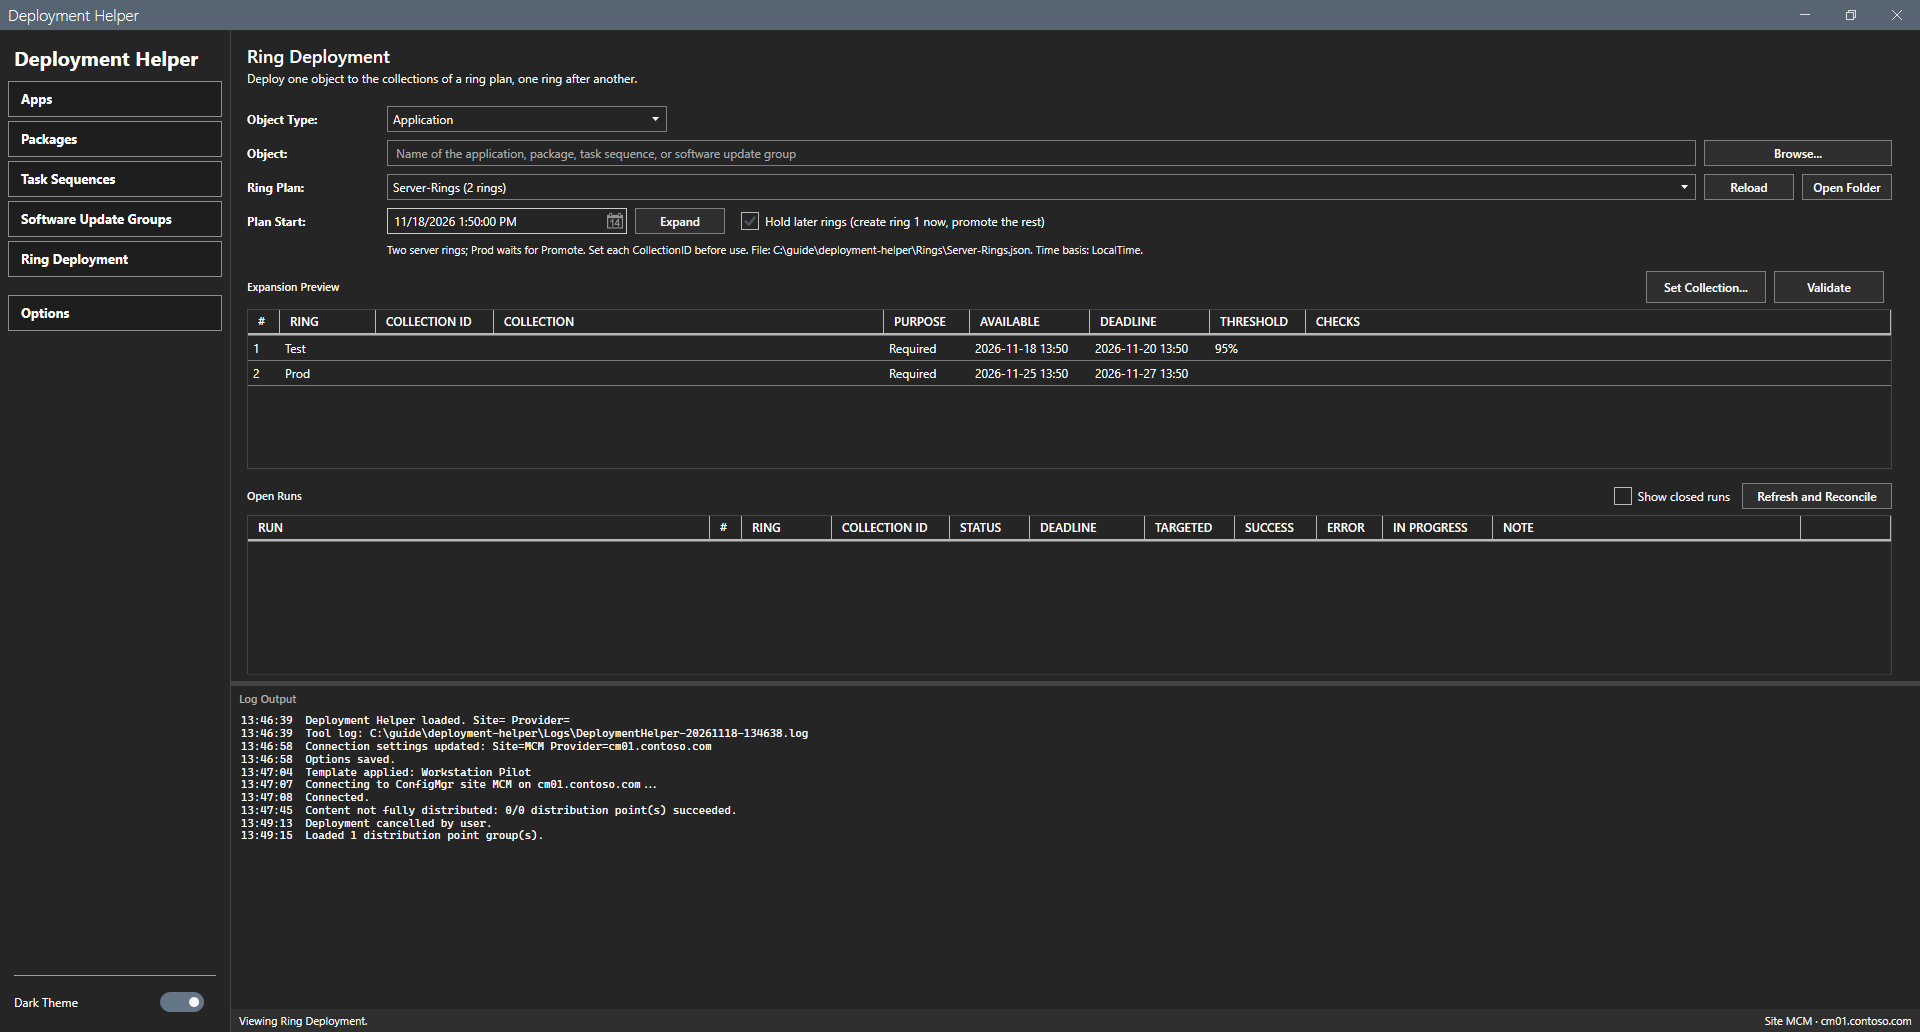 Deployment Helper
Deployment Helper
Apps
Packages
Task Sequences
Software Update Groups
Ring Deployment
Options
Dark Theme
Ring Deployment
Deploy one object to the collections of a ring plan, one ring after another.
Object Type: Application
Object: Name of the application, package, task sequence, or software update group Browse...
Ring Plan: Server-Rings (2 rings) Reload Open Folder
Plan Start: 11/18/2026 1:50:00 PM 14 Expand Hold later rings (create ring 1 now, promote the rest)
Two server rings; Prod waits for Promote. Set each CollectionID before use. File: C:\guide\deployment-helper\Rings\Server-Rings.json. Time basis: LocalTime.
Expansion Preview Set Collection... Validate
# RING COLLECTION ID COLLECTION PURPOSE AVAILABLE DEADLINE THRESHOLD CHECKS
1 Test Required 2026-11-18 13:50 2026-11-20 13:50 95%
2 Prod Required 2026-11-25 13:50 2026-11-27 13:50
Open Runs Show closed runs Refresh and Reconcile
RUN # RING COLLECTION ID STATUS DEADLINE TARGETED SUCCESS ERROR IN PROGRESS NOTE
Log Output
13:46:39 Deployment Helper loaded. Site= Provider=
13:46:39 Tool log: C:\guide\deployment-helper\Logs\DeploymentHelper-20261118-134638.log
13:46:58 Connection settings updated: Site=MCM Provider=cm01.contoso.com
13:46:58 Options saved.
13:47:04 Template applied: Workstation Pilot
13:47:07 Connecting to ConfigMgr site MCM on cm01.contoso.com...
13:47:08 Connected.
13:47:45 Content not fully distributed: 0/0 distribution point(s) succeeded.
13:49:13 Deployment cancelled by user.
13:49:15 Loaded 1 distribution point group(s).
Viewing Ring Deployment. Site MCM · cm01.contoso.com